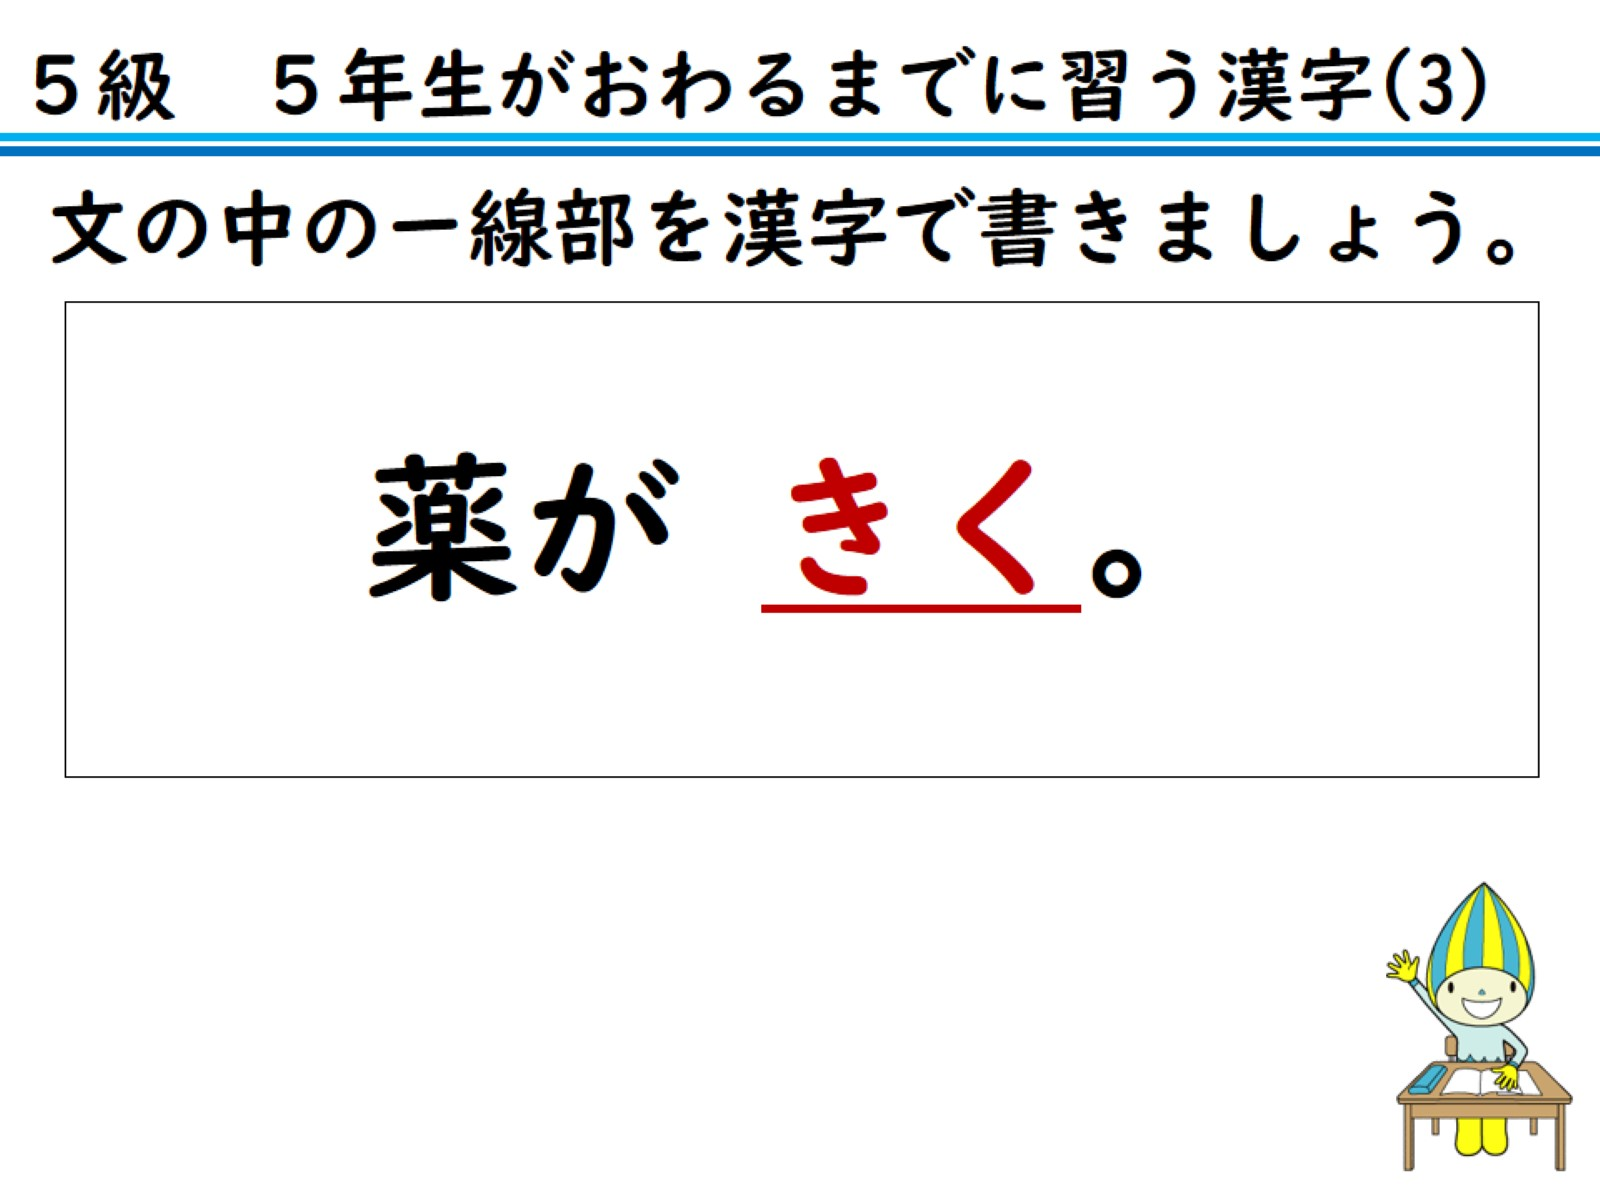 ５級　５年生がおわるまでに習う漢字(3)
文の中の一線部を漢字で書きましょう。
薬が きく。